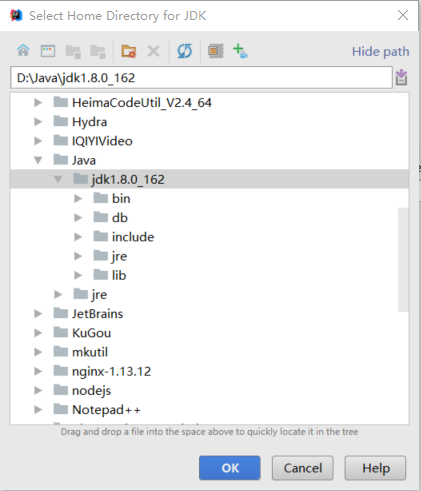 Select Home Directory for JDK
Hide path
D:\Java\jdk1.8.0_162
HeimaCodeUtil_V2.4_64
Hydra
IQIYIVideo
Java
jdk1.8.0_162
bin
db
include
jre
lib
jre
JetBrains
KuGou
mkutil
nginx-1.13.12
nodejs
Notepad++
Drag and drop a file into the space above to quickly locate it in the tree
OK
Cancel
Help